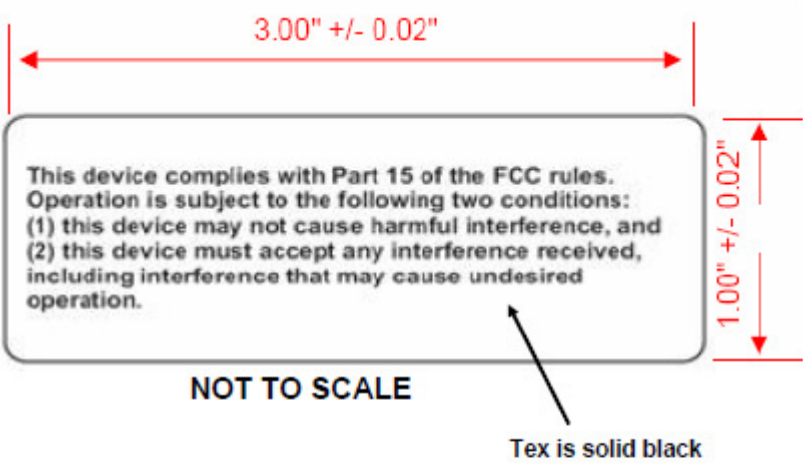 3.00" +/- 0.02"
This device complies with Part 15 of the FCC rules.
Operation is subject to the following two conditions:
(1) this device may not cause harmful interference, and
(2) this device must accept any interference received,
including interference that may cause undesired
operation.
1.00" +/- 0.02"
NOT TO SCALE
Tex is solid black